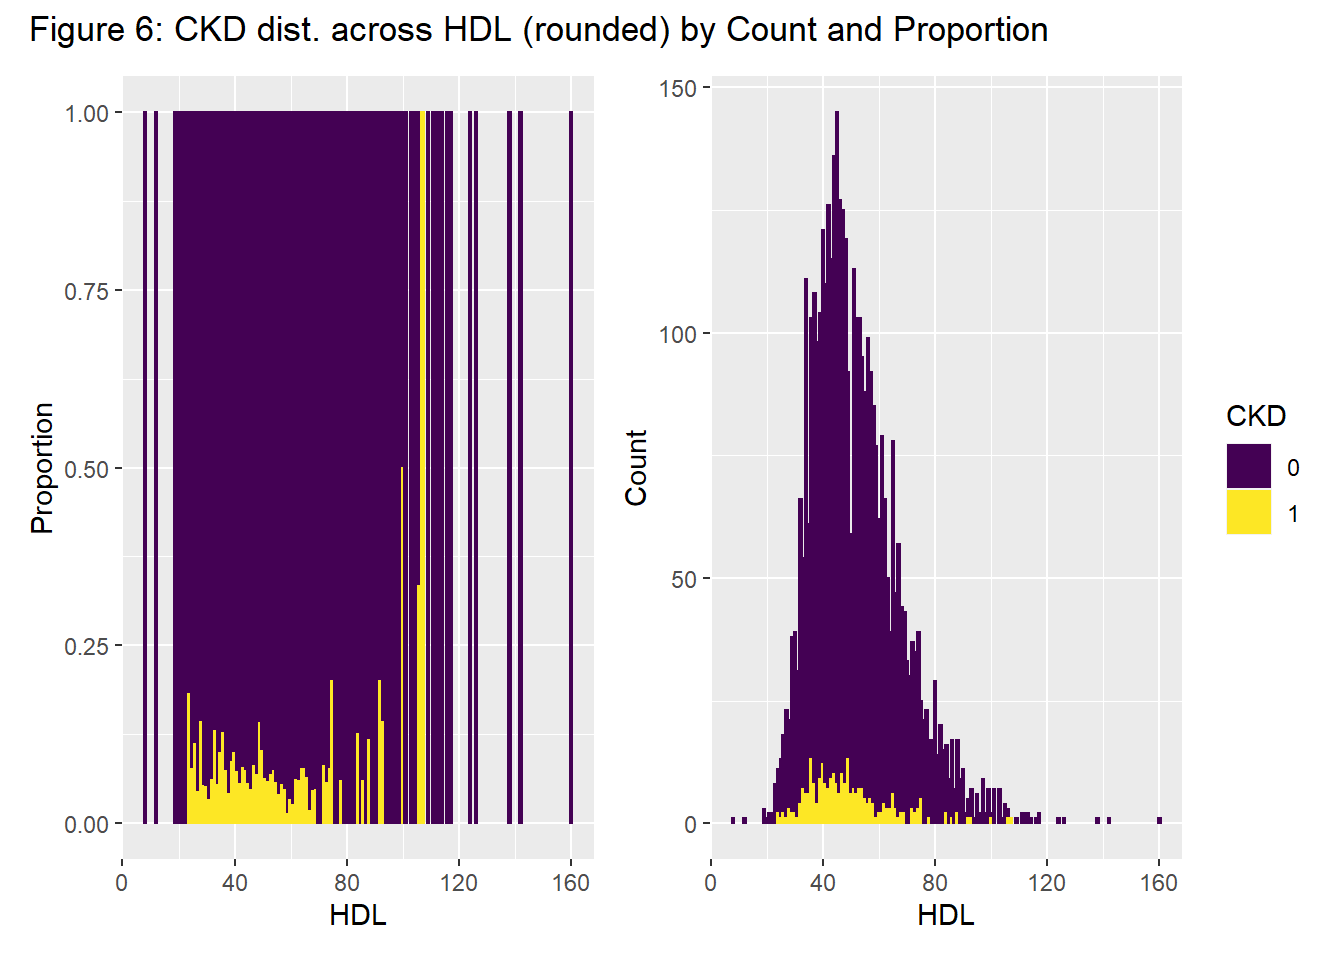 Figure 6: CKD dist. across HDL (rounded) by Count and Proportion
Proportion
1.00
0.75
0.50
0.25
0.00
0 40 80 120 160
HDL
Count
150
100
50
0
0 40 80 120 160
HDL
CKD
0
1